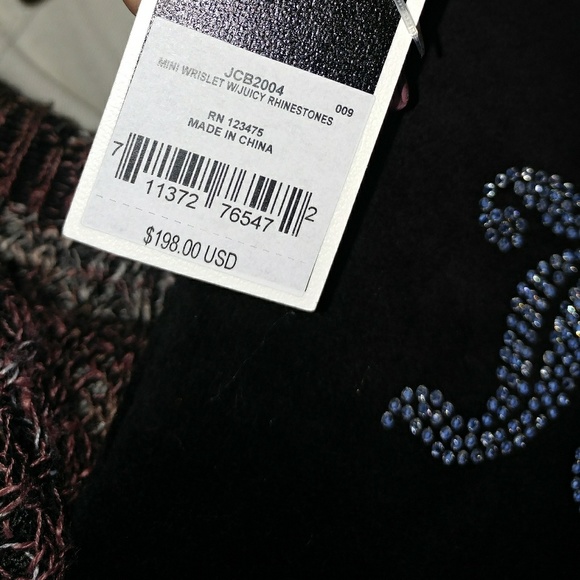 JCB2004
MINI WRISLET W/JUICY RHINESTONES
009
RN 123475
MADE IN CHINA
7 11372 76547 2
$198.00 USD